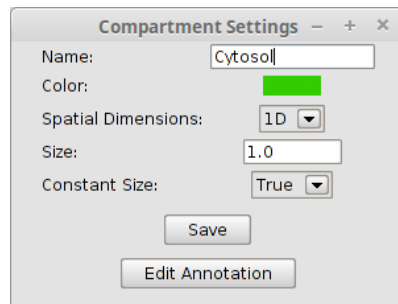 Compartment Settings
Name: Cytosol
Color:
Spatial Dimensions: 1D
Size: 1.0
Constant Size: True
Save
Edit Annotation